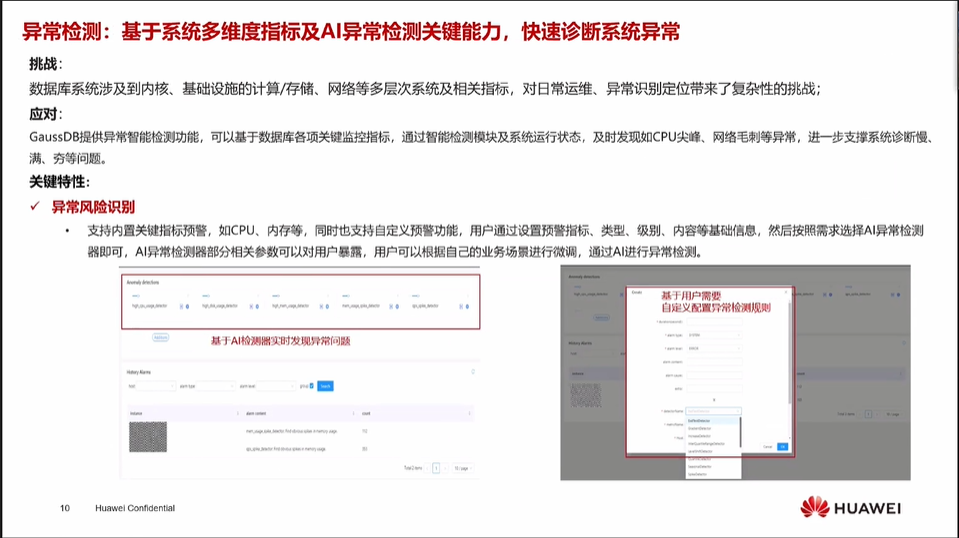 异常检测：基于系统多维度指标及AI异常检测关键能力，快速诊断系统异常
挑战：
数据库系统涉及到内核、基础设施的计算/存储、网络等多层次系统及相关指标，对日常运维、异常识别定位带来了复杂性的挑战；
应对：
GaussDB提供异常智能检测功能，可以基于数据库各项关键监控指标，通过智能检测模块及系统运行状态，及时发现如CPU尖峰、网络毛刺等异常，进一步支撑系统诊断慢、
满、夯等问题。
关键特性：
✓ 异常风险识别
• 支持内置关键指标预警，如CPU、内存等，同时也支持自定义预警功能，用户通过设置预警指标、类型、级别、内容等基础信息，然后按照需求选择AI异常检测
器即可，AI异常检测器部分相关参数可以对用户暴露，用户可以根据自己的业务场景进行微调，通过AI进行异常检测。
Anomaly detections
high_cpu_usage_detector high_disk_usage_detector high_mem_usage_detector mem_usage_spike_detector qps_spike_detector
基于AI检测器实时发现异常问题
History Alarms
host alarm type alarm level group Search
instance alarm content count
mem_usage_spike_detector: Find obvious spikes in memory usage
qps_spike_detector: Find obvious spikes in memory usage
Total 2 items 1 10 / page
Anomaly detections
基于用户需要
自定义配置异常检测规则
History Alarms
alarm type
alarm level
alarm content
alarm cause
Cancel
10 Huawei Confidential
HUAWEI